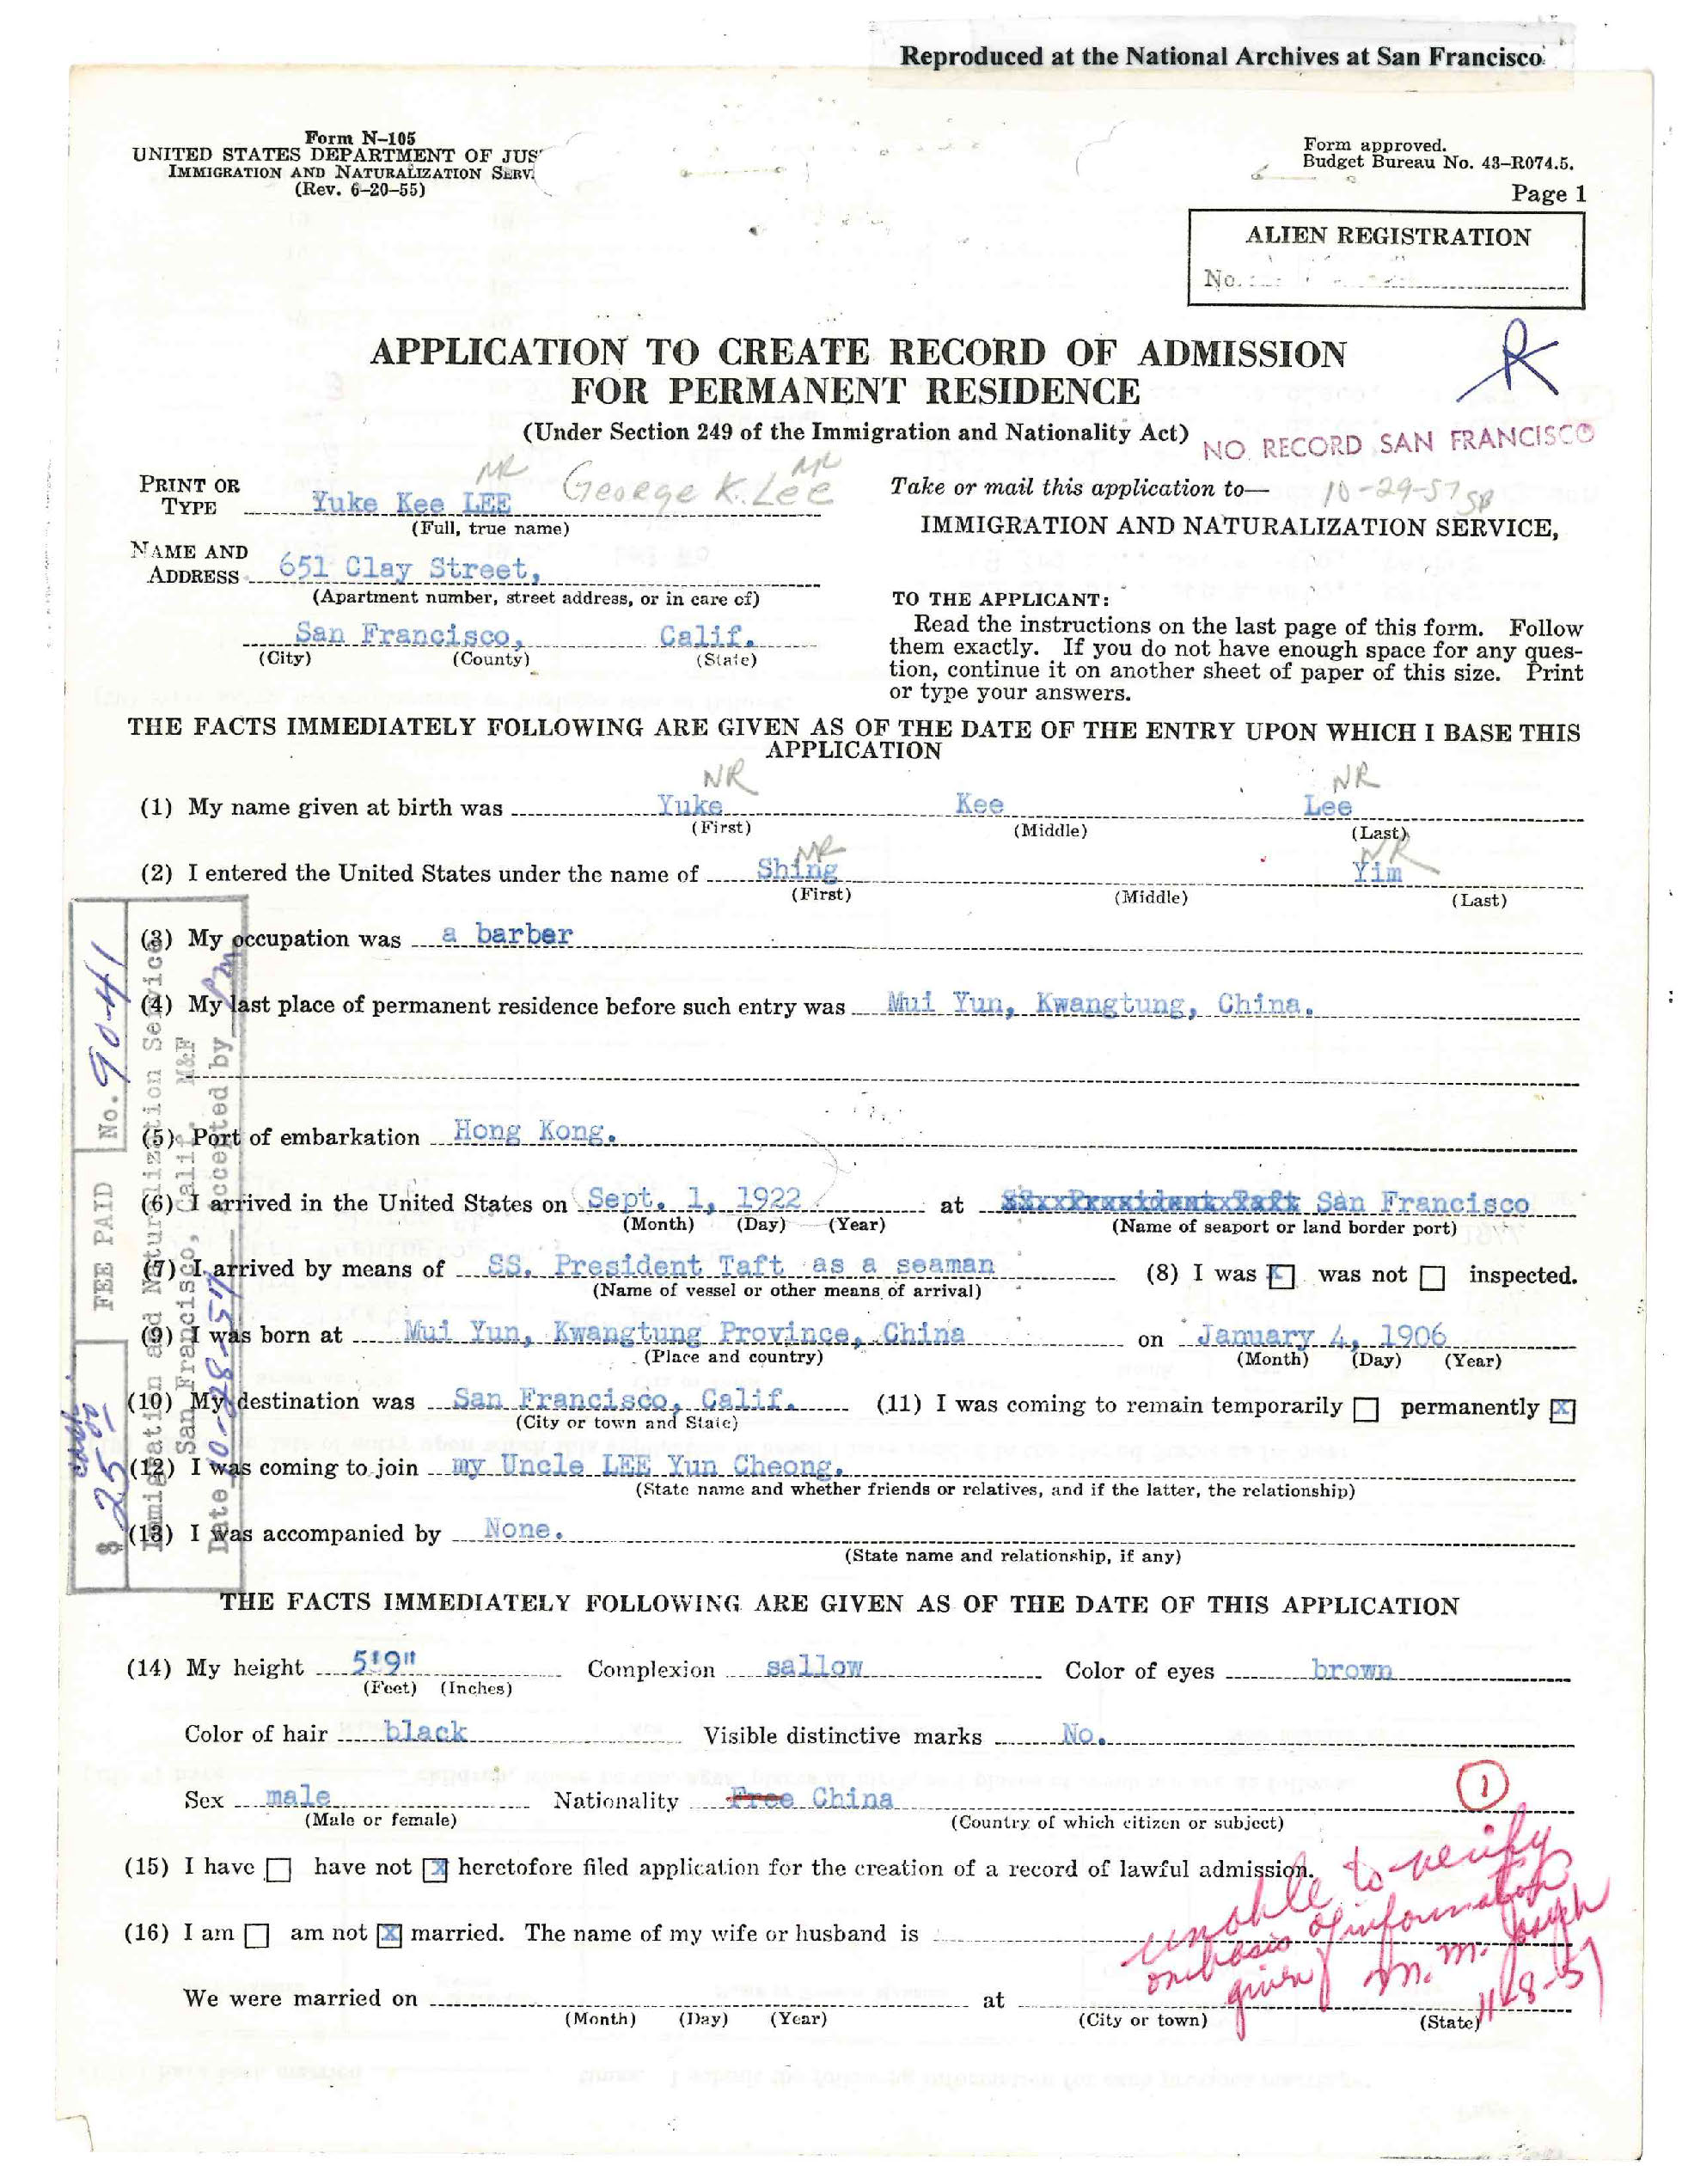 Reproduced at the National Archives at San Francisco
Form N-105
UNITED STATES DEPARTMENT OF JUS
IMMIGRATION AND NATURALIZATION SERV
(Rev. 6-20-55)
Form approved.
Budget Bureau No. 43-R074.5.
Page 1
ALIEN REGISTRATION
No.
APPLICATION TO CREATE RECORD OF ADMISSION
FOR PERMANENT RESIDENCE
(Under Section 249 of the Immigration and Nationality Act)
NO RECORD SAN FRANCISCO
10-29-57
PRINT OR TYPE Yuke Kee LEE George K. Lee
NR
(Full, true name)
NAME AND ADDRESS 651 Clay Street,
(Apartment number, street address, or in care of)
San Francisco, Calif.
(City) (County) (State)
Take or mail this application to—
IMMIGRATION AND NATURALIZATION SERVICE,
TO THE APPLICANT:
Read the instructions on the last page of this form. Follow
them exactly. If you do not have enough space for any ques-
tion, continue it on another sheet of paper of this size. Print
or type your answers.
THE FACTS IMMEDIATELY FOLLOWING ARE GIVEN AS OF THE DATE OF THE ENTRY UPON WHICH I BASE THIS
APPLICATION
NR NR
(1) My name given at birth was Yuke Kee Lee
(First) (Middle) (Last)
NR NR
(2) I entered the United States under the name of Shing Yim
(First) (Middle) (Last)
(3) My occupation was a barber
(4) My last place of permanent residence before such entry was Mui Yun, Kwangtung, China.
(5) Port of embarkation Hong Kong.
(6) I arrived in the United States on Sept. 1, 1922 at San Francisco
(Month) (Day) (Year) (Name of seaport or land border port)
(7) I arrived by means of SS. President Taft as a seaman (8) I was X was not inspected.
(Name of vessel or other means of arrival)
(9) I was born at Mui Yun, Kwangtung Province, China on January 4, 1906
(Place and country) (Month) (Day) (Year)
(10) My destination was San Francisco, Calif. (11) I was coming to remain temporarily permanently X
(City or town and State)
(12) I was coming to join my Uncle LEE Yun Cheong.
(State name and whether friends or relatives, and if the latter, the relationship)
(13) I was accompanied by None.
(State name and relationship, if any)
$ 25.00 cash FEE PAID No. 9041
Immigration and Naturalization Service
San Francisco, Calif. M&F
Date 10-28-57 Accepted by
THE FACTS IMMEDIATELY FOLLOWING ARE GIVEN AS OF THE DATE OF THIS APPLICATION
(14) My height 5'9" Complexion sallow Color of eyes brown
(Feet) (Inches)
Color of hair black Visible distinctive marks No.
Sex male Nationality Free China
(Male or female) (Country of which citizen or subject)
1
(15) I have have not X heretofore filed application for the creation of a record of lawful admission.
(16) I am am not X married. The name of my wife or husband is
We were married on at
(Month) (Day) (Year) (City or town) (State)
unable to verify
on basis of information
given M. M. Joseph
11-8-57